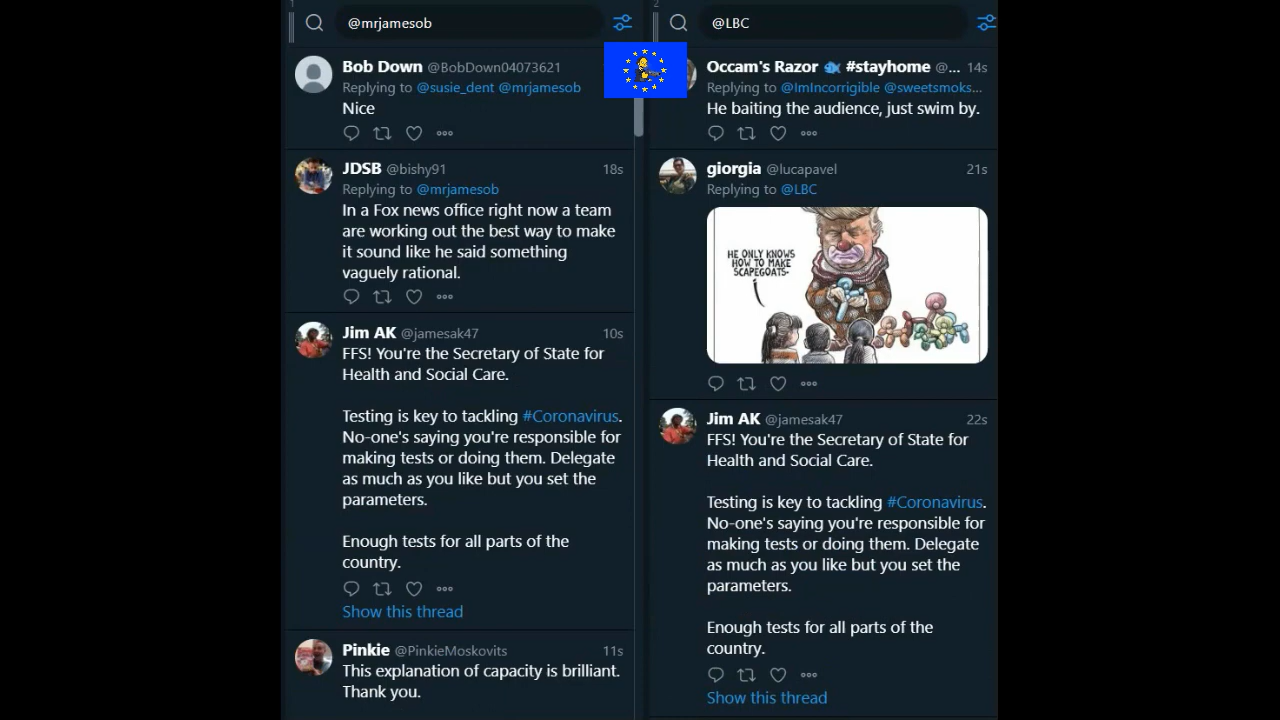 1
@mrjamesob
Bob Down @BobDown04073621
Replying to @susie_dent @mrjamesob
Nice
JDSB @bishy91 18s
Replying to @mrjamesob
In a Fox news office right now a team
are working out the best way to make
it sound like he said something
vaguely rational.
Jim AK @jamesak47 10s
FFS! You're the Secretary of State for
Health and Social Care.
Testing is key to tackling #Coronavirus.
No-one's saying you're responsible for
making tests or doing them. Delegate
as much as you like but you set the
parameters.
Enough tests for all parts of the
country.
Show this thread
Pinkie @PinkieMoskovits 11s
This explanation of capacity is brilliant.
Thank you.
2
@LBC
Occam's Razor 🐟 #stayhome @... 14s
Replying to @ImIncorrigible @sweetsmoks...
He baiting the audience, just swim by.
giorgia @lucapavel 21s
Replying to @LBC
HE ONLY KNOWS
HOW TO MAKE
SCAPEGOATS.
Jim AK @jamesak47 22s
FFS! You're the Secretary of State for
Health and Social Care.
Testing is key to tackling #Coronavirus.
No-one's saying you're responsible for
making tests or doing them. Delegate
as much as you like but you set the
parameters.
Enough tests for all parts of the
country.
Show this thread